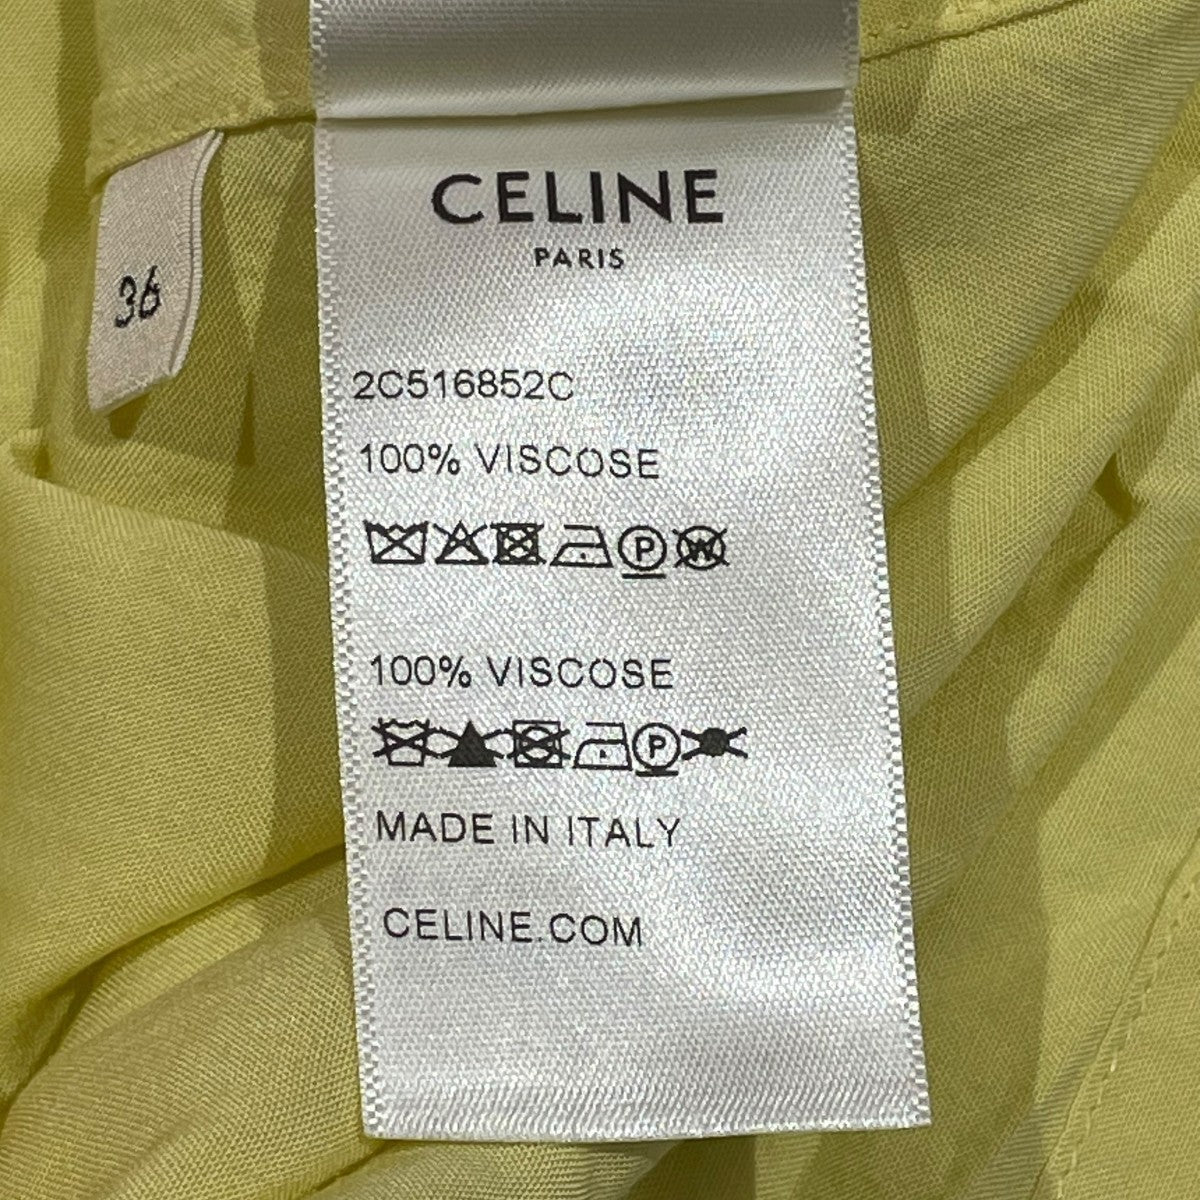 CELINE
PARIS
36
2C516852C
100% VISCOSE
P W
100% VISCOSE
P
MADE IN ITALY
CELINE.COM